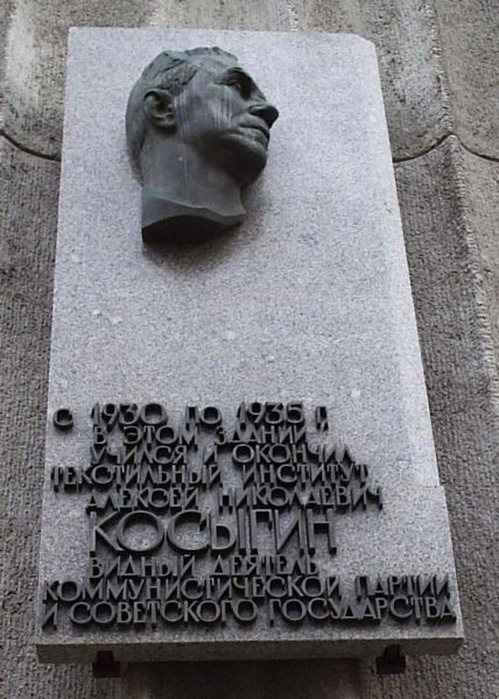 С 1930 ПО 1935 Г
В ЭТОМ ЗДАНИИ
УЧИЛСЯ И ОКОНЧИЛ
ТЕКСТИЛЬНЫЙ ИНСТИТУТ
АЛЕКСЕЙ НИКОЛАЕВИЧ
КОСЫГИН
ВИДНЫЙ ДЕЯТЕЛЬ
КОММУНИСТИЧЕСКОЙ ПАРТИИ
И СОВЕТСКОГО ГОСУДАРСТВА